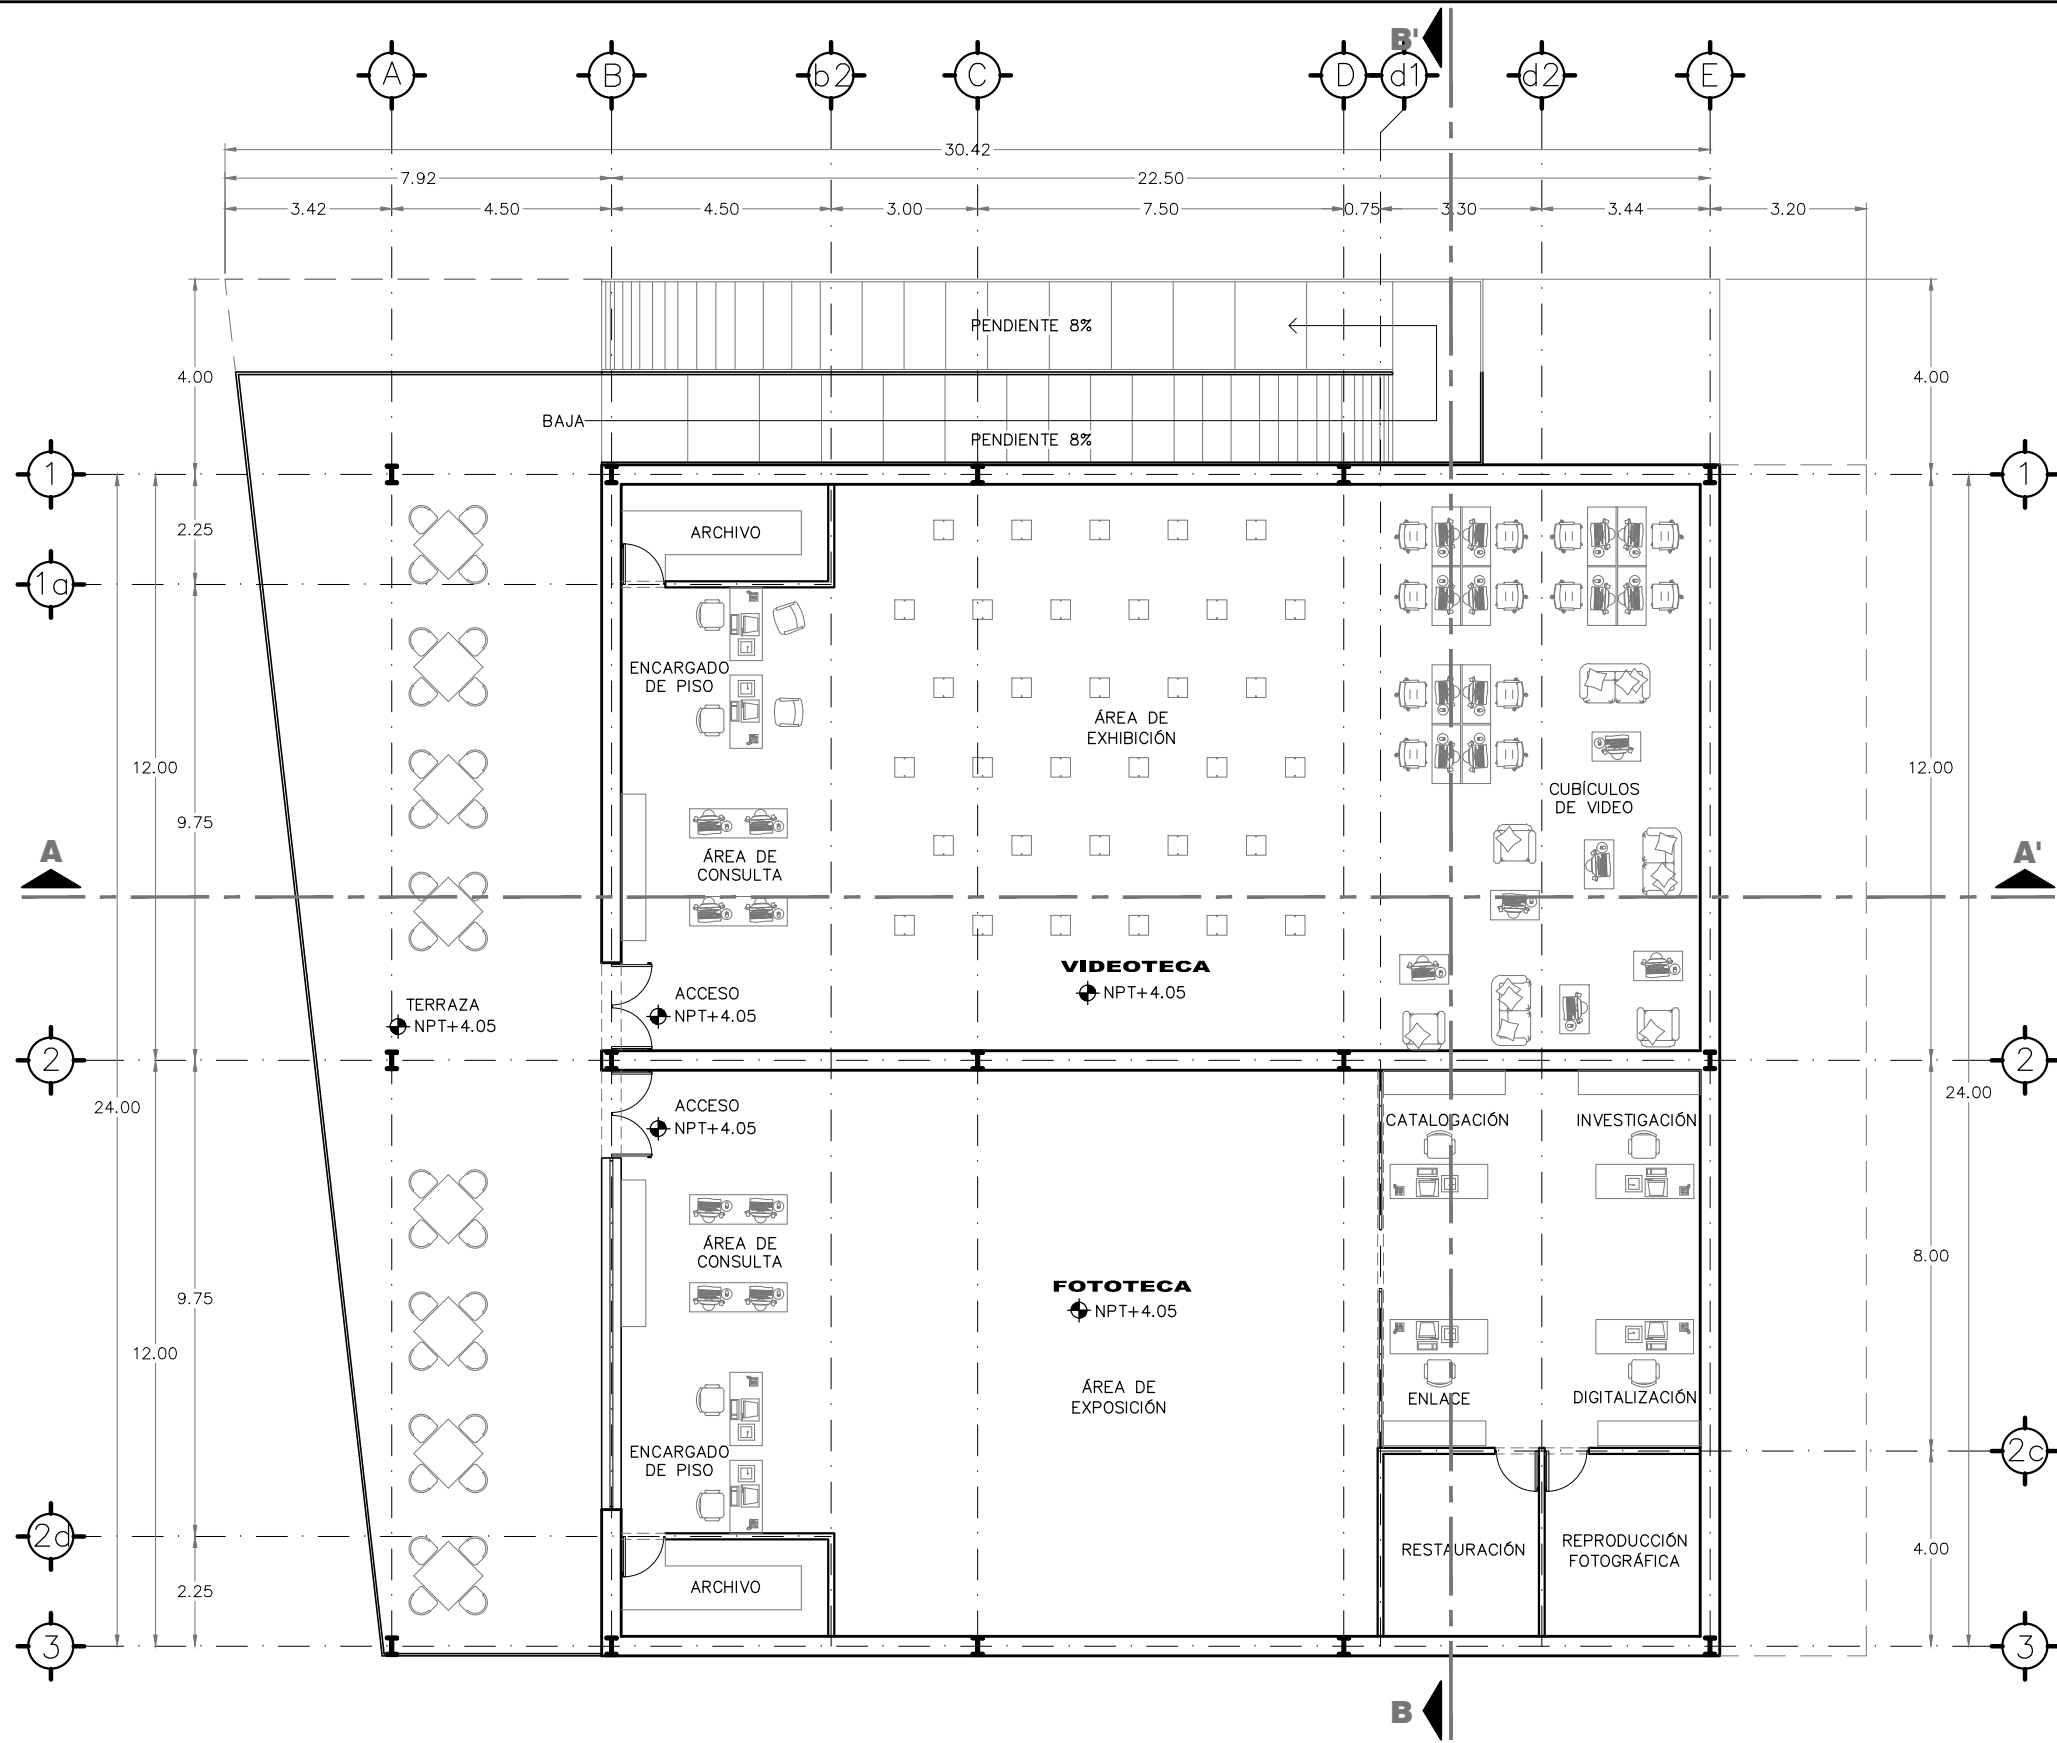 B'
A
B
b2
C
D
d1
d2
E
30.42
7.92
22.50
3.42
4.50
4.50
3.00
7.50
0.75
3.30
3.44
3.20
PENDIENTE 8%
4.00
4.00
BAJA
PENDIENTE 8%
1
1
2.25
ARCHIVO
1a
ENCARGADO
DE PISO
ÁREA DE
EXHIBICIÓN
12.00
12.00
CUBÍCULOS
DE VIDEO
9.75
A
A'
ÁREA DE
CONSULTA
VIDEOTECA
NPT+4.05
ACCESO
NPT+4.05
TERRAZA
NPT+4.05
2
2
24.00
24.00
ACCESO
NPT+4.05
CATALOGACIÓN
INVESTIGACIÓN
ÁREA DE
CONSULTA
8.00
FOTOTECA
NPT+4.05
9.75
12.00
ÁREA DE
EXPOSICIÓN
ENLACE
DIGITALIZACIÓN
ENCARGADO
DE PISO
2c
2d
RESTAURACIÓN
REPRODUCCIÓN
FOTOGRÁFICA
4.00
ARCHIVO
2.25
3
3
B